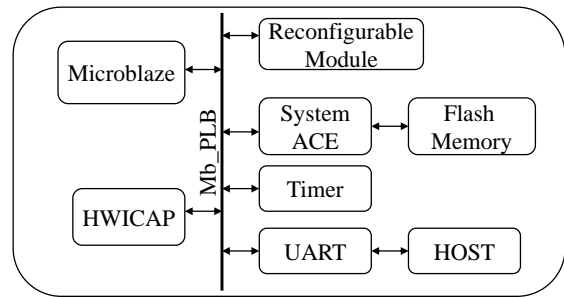 Reconfigurable
Module
Microblaze
System
ACE
Flash
Memory
Mb_PLB
Timer
HWICAP
UART
HOST